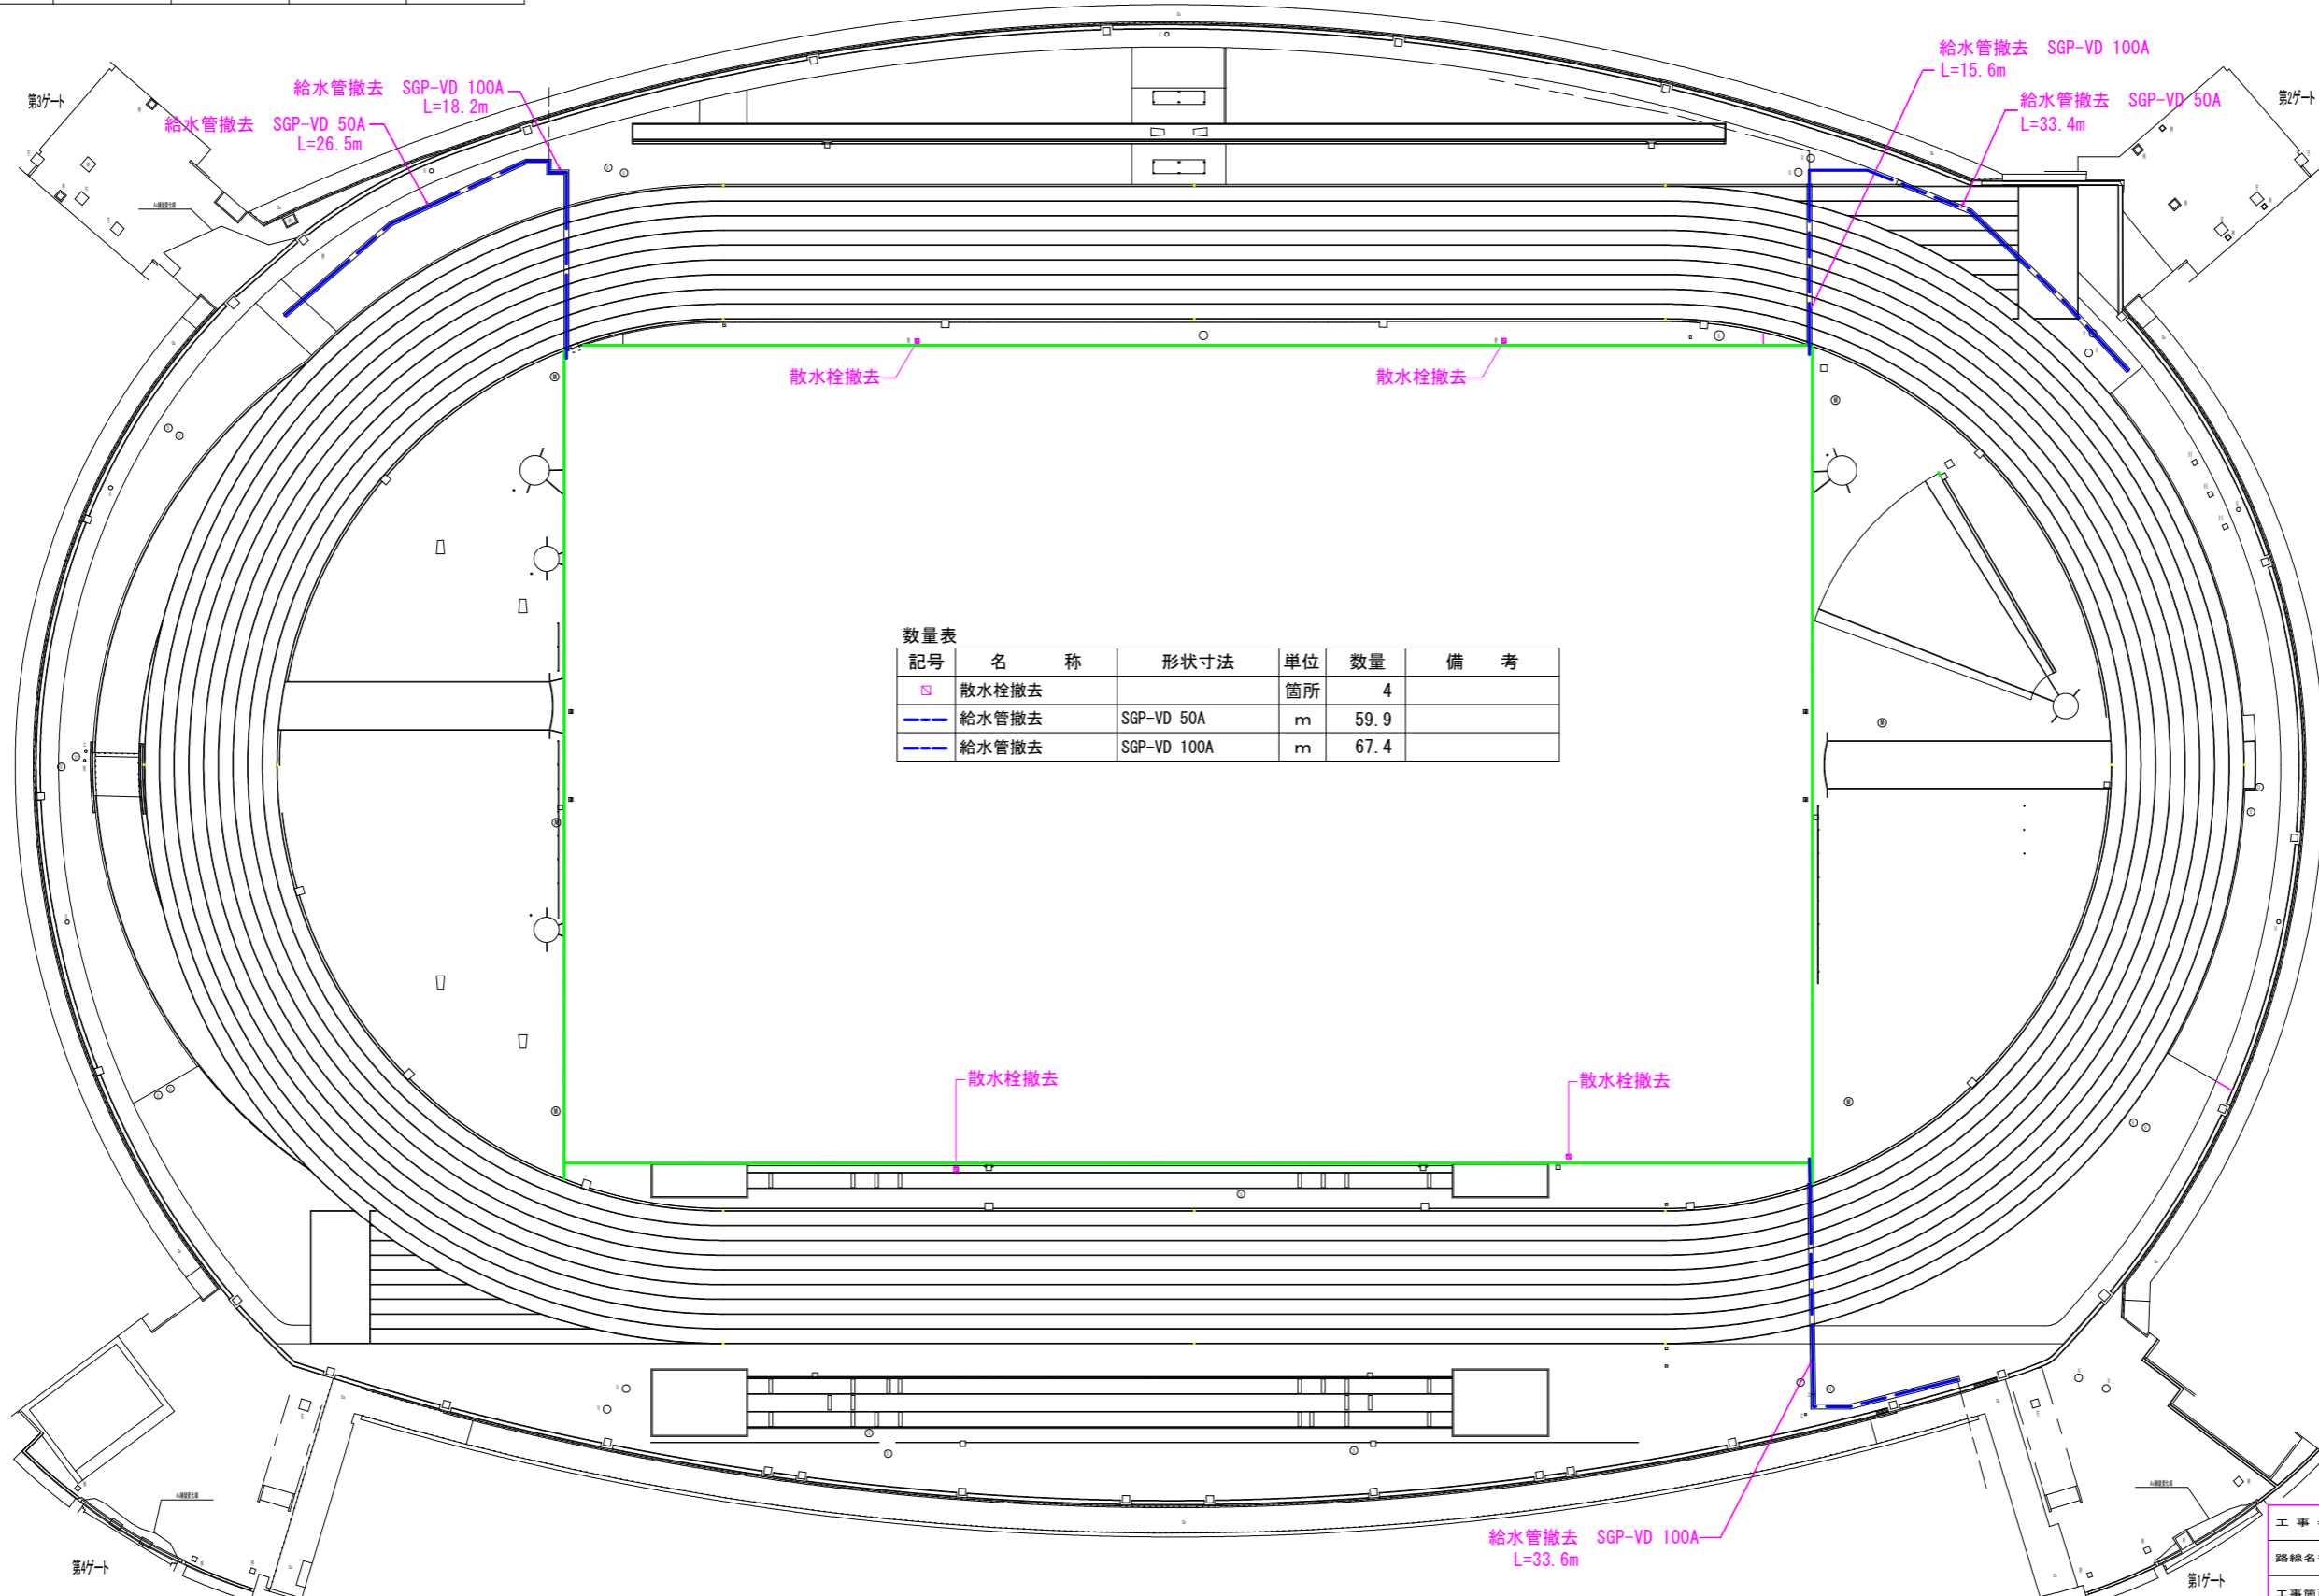 給水管撤去 SGP-VD 100A
L=15.6m
給水管撤去 SGP-VD 100A
L=18.2m
第3ゲート
給水管撤去 SGP-VD 50A
L=33.4m
第2ゲート
給水管撤去 SGP-VD 50A
L=26.5m
散水栓撤去
散水栓撤去
数量表
記号 名 称 形状寸法 単位 数量 備 考
散水栓撤去 箇所 4
給水管撤去 SGP-VD 50A m 59.9
給水管撤去 SGP-VD 100A m 67.4
散水栓撤去
散水栓撤去
給水管撤去 SGP-VD 100A
L=33.6m
第4ゲート
第1ゲート
工 事
路線名